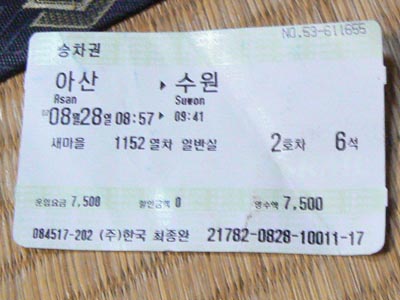 NO.53-611655
승차권
아산 ▶ 수원
Asan Suwon
08월28일 08:57 ▶ 09:41
새마을 1152 열차 일반실 2호차 6석
운임요금 7,500 할인금액 0 영수액 7,500
084517-202 (주)한국 최종완 21782-0828-10011-17